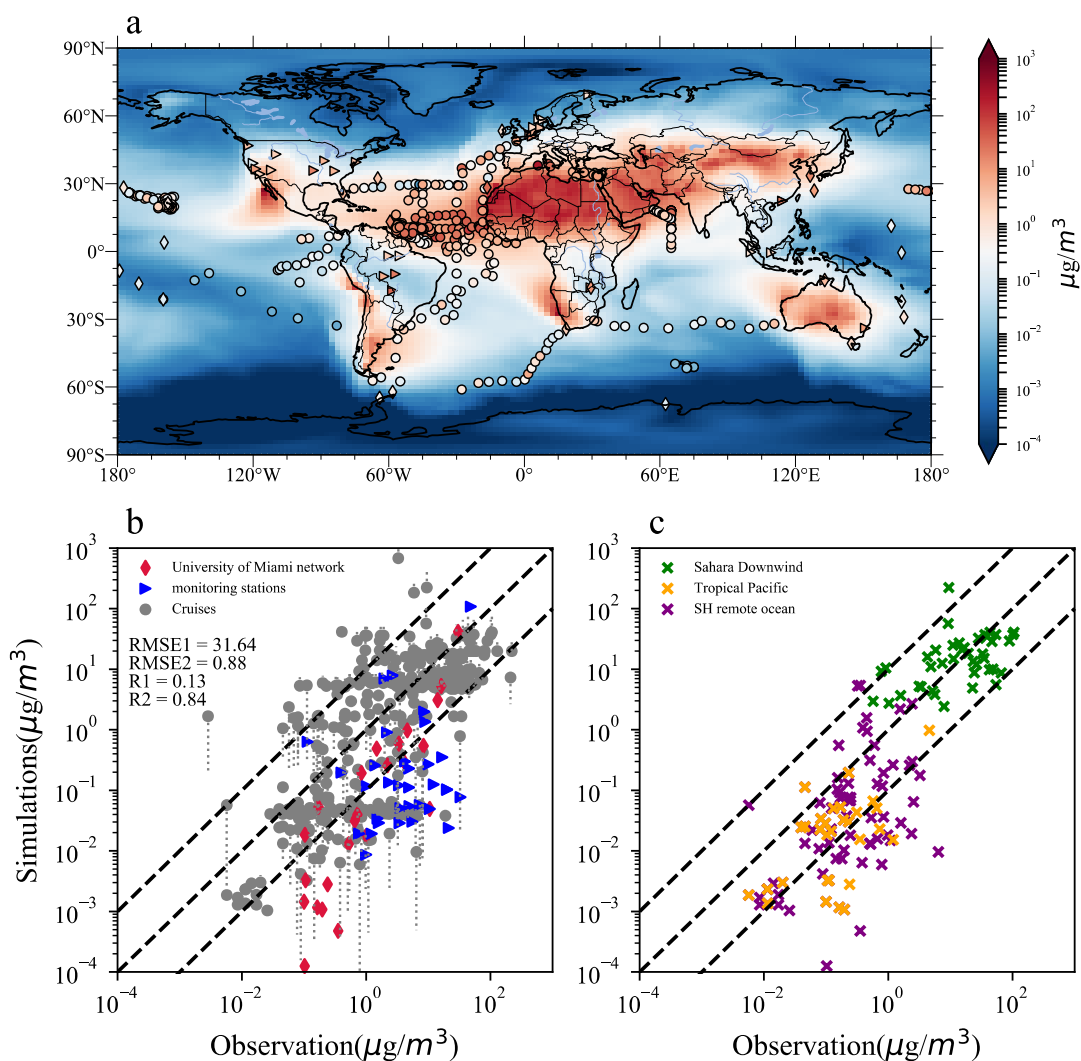 a
90°N
60°N
30°N
0°
30°S
60°S
90°S
180°
120°W
60°W
0°
60°E
120°E
180°
10³
10²
10¹
10⁰
10⁻¹
10⁻²
10⁻³
10⁻⁴
μg/m³
b
10³
10²
10¹
10⁰
10⁻¹
10⁻²
10⁻³
10⁻⁴
Simulations(μg/m³)
University of Miami network
monitoring stations
Cruises
RMSE1 = 31.64
RMSE2 = 0.88
R1 = 0.13
R2 = 0.84
10⁻⁴
10⁻²
10⁰
10²
Observation(μg/m³)
c
10³
10²
10¹
10⁰
10⁻¹
10⁻²
10⁻³
10⁻⁴
Sahara Downwind
Tropical Pacific
SH remote ocean
10⁻⁴
10⁻²
10⁰
10²
Observation(μg/m³)